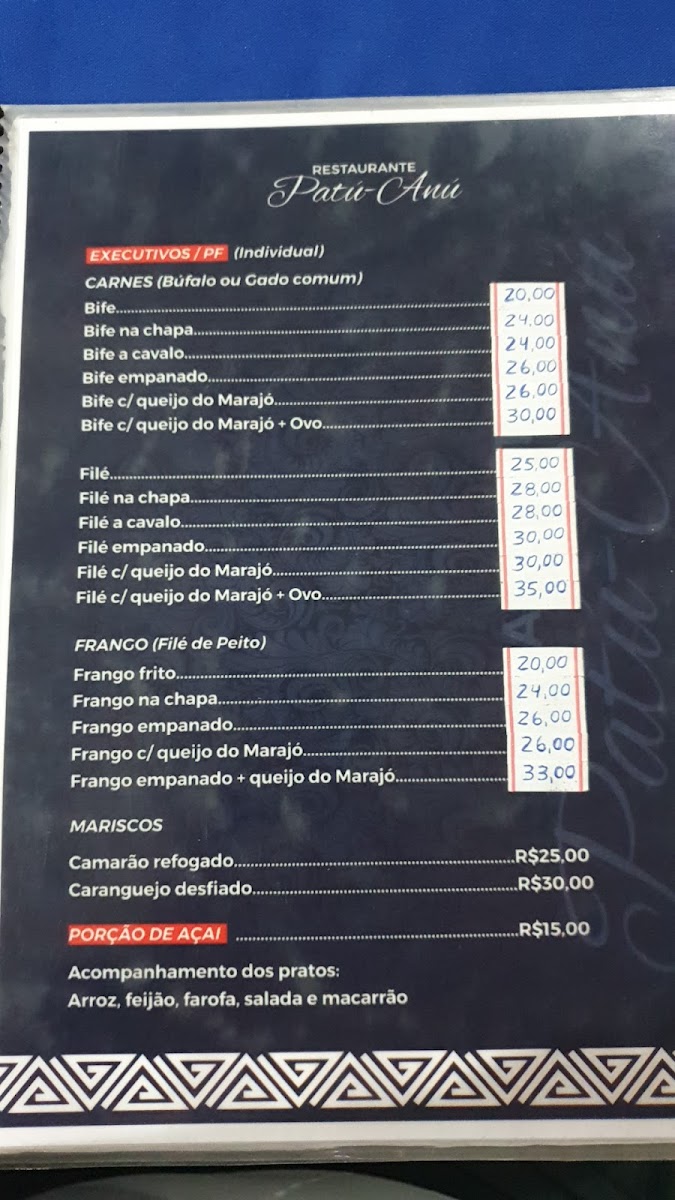 RESTAURANTE
Patú-Anú
EXECUTIVOS / PF (Individual)
CARNES (Búfalo ou Gado comum)
Bife 20,00
Bife na chapa 24,00
Bife a cavalo 24,00
Bife empanado 26,00
Bife c/ queijo do Marajó 26,00
Bife c/ queijo do Marajó + Ovo 30,00
Filé 25,00
Filé na chapa 28,00
Filé a cavalo 28,00
Filé empanado 30,00
Filé c/ queijo do Marajó 30,00
Filé c/ queijo do Marajó + Ovo 35,00
FRANGO (Filé de Peito)
Frango frito 20,00
Frango na chapa 24,00
Frango empanado 26,00
Frango c/ queijo do Marajó 26,00
Frango empanado + queijo do Marajó 33,00
MARISCOS
Camarão refogado R$25,00
Caranguejo desfiado R$30,00
PORÇÃO DE AÇAI R$15,00
Acompanhamento dos pratos:
Arroz, feijão, farofa, salada e macarrão
Patú-Anú